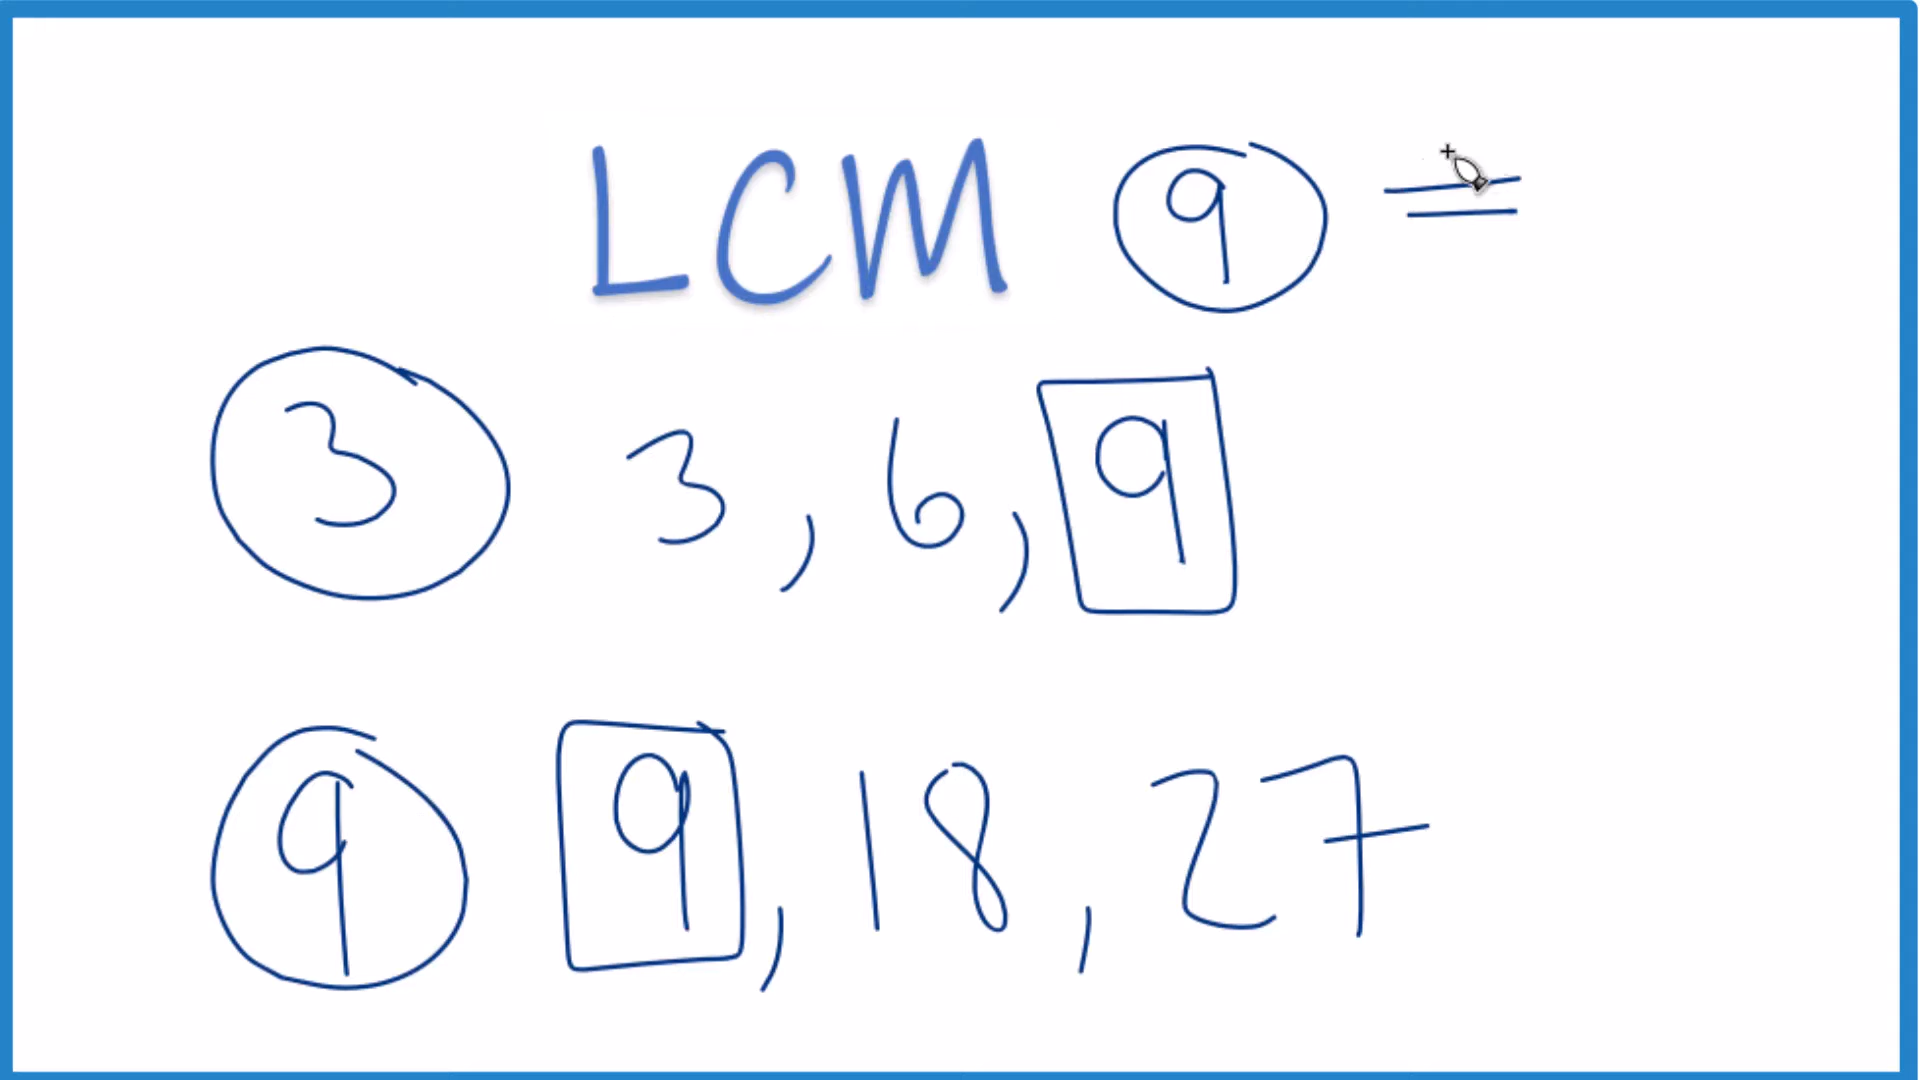 LCM 9 =
3 3, 6, 9
9 9, 18, 27